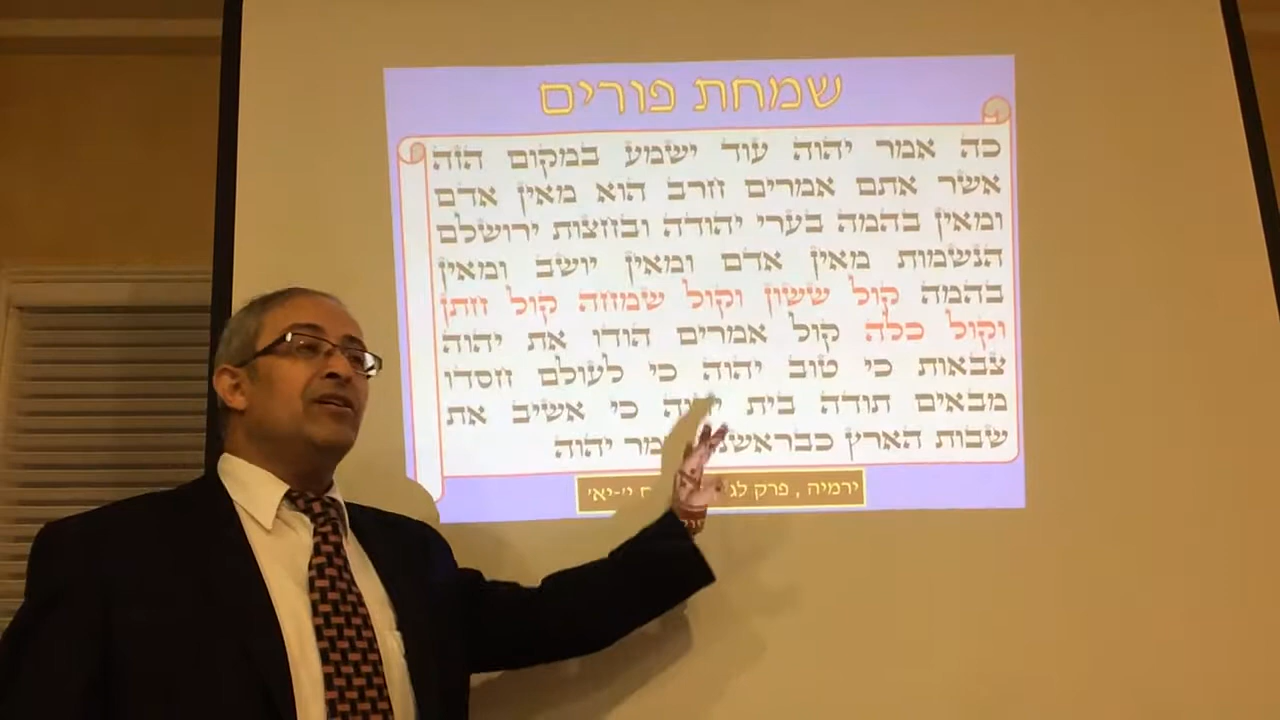 שמחת פורים
כה אמר יהוה עוד ישמע במקום הזה
אשר אתם אמרים חרב הוא מאין אדם
ומאין בהמה בערי יהודה ובחצות ירושלם
הנשמות מאין אדם ומאין יושב ומאין
בהמה קול ששון וקול שמחה קול חתן
וקול כלה קול אמרים הודו את יהוה
צבאות כי טוב יהוה כי לעולם חסדו
מבאים תודה בית יהוה כי אשיב את
שבות הארץ כבראשנה יהוה
ירמיה , פרק לג י'-יא'